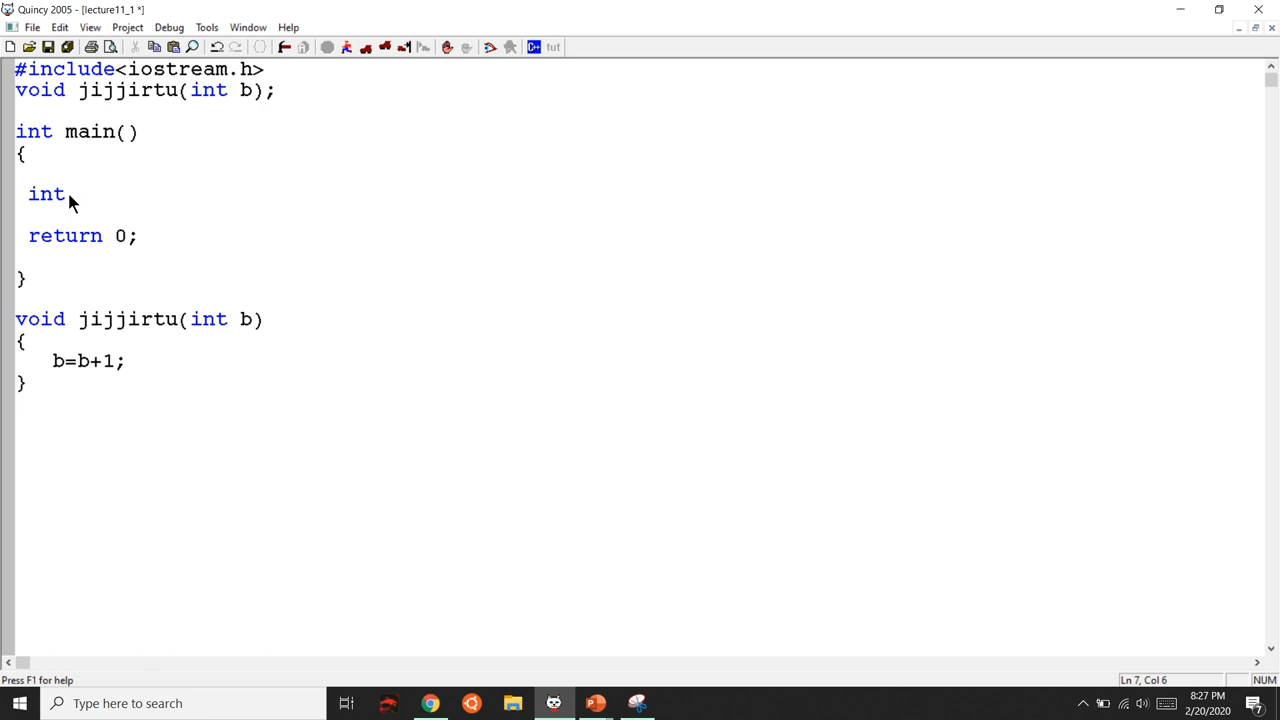 Quincy 2005 - [lecture11_1 *]
File Edit View Project Debug Tools Window Help
C++ tut
#include<iostream.h>
void jijjirtu(int b);
int main()
{
int
return 0;
}
void jijjirtu(int b)
{
b=b+1;
}
Press F1 for help
Ln 7, Col 6
NUM
Type here to search
8:27 PM
2/20/2020
7